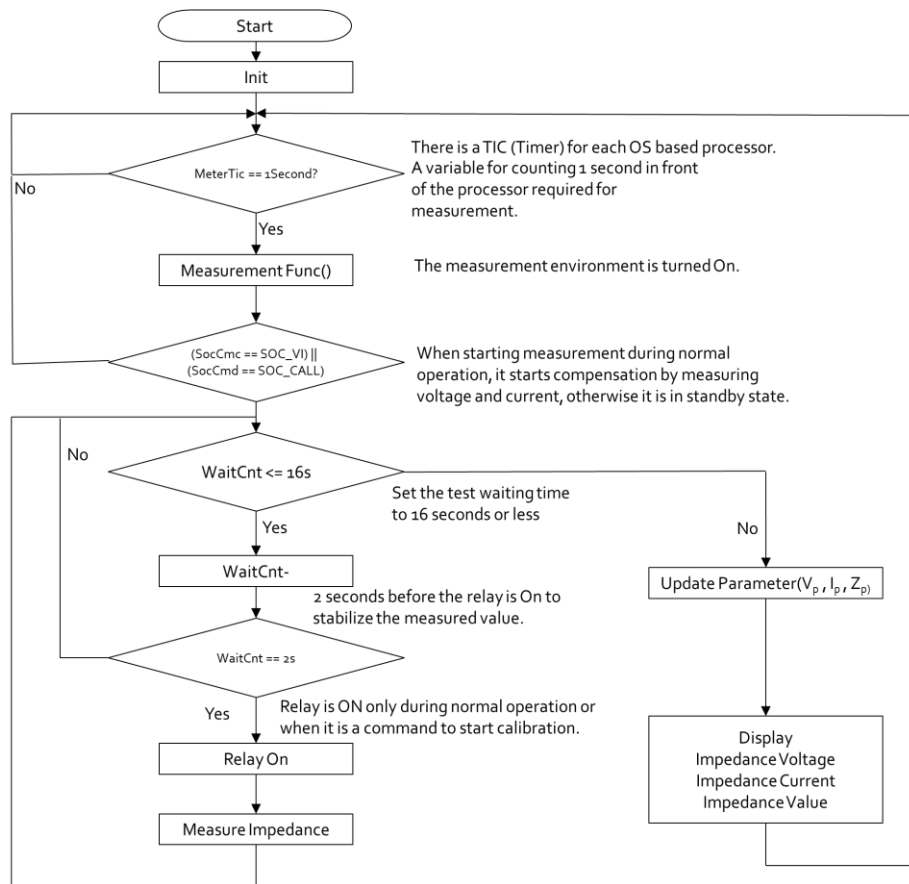 Start
Init
MeterTic == 1Second?
There is a TIC (Timer) for each OS based processor.
A variable for counting 1 second in front
of the processor required for
measurement.
No
Yes
Measurement Func()
The measurement environment is turned On.
(SocCmc == SOC_VI) ||
(SocCmd == SOC_CALL)
When starting measurement during normal
operation, it starts compensation by measuring
voltage and current, otherwise it is in standby state.
No
WaitCnt <= 16s
Set the test waiting time
to 16 seconds or less
Yes
No
WaitCnt-
Update Parameter(Vp , Ip , Zp)
2 seconds before the relay is On to
stabilize the measured value.
WaitCnt == 2s
Yes
Relay is ON only during normal operation or
when it is a command to start calibration.
Relay On
Display
Impedance Voltage
Impedance Current
Impedance Value
Measure Impedance